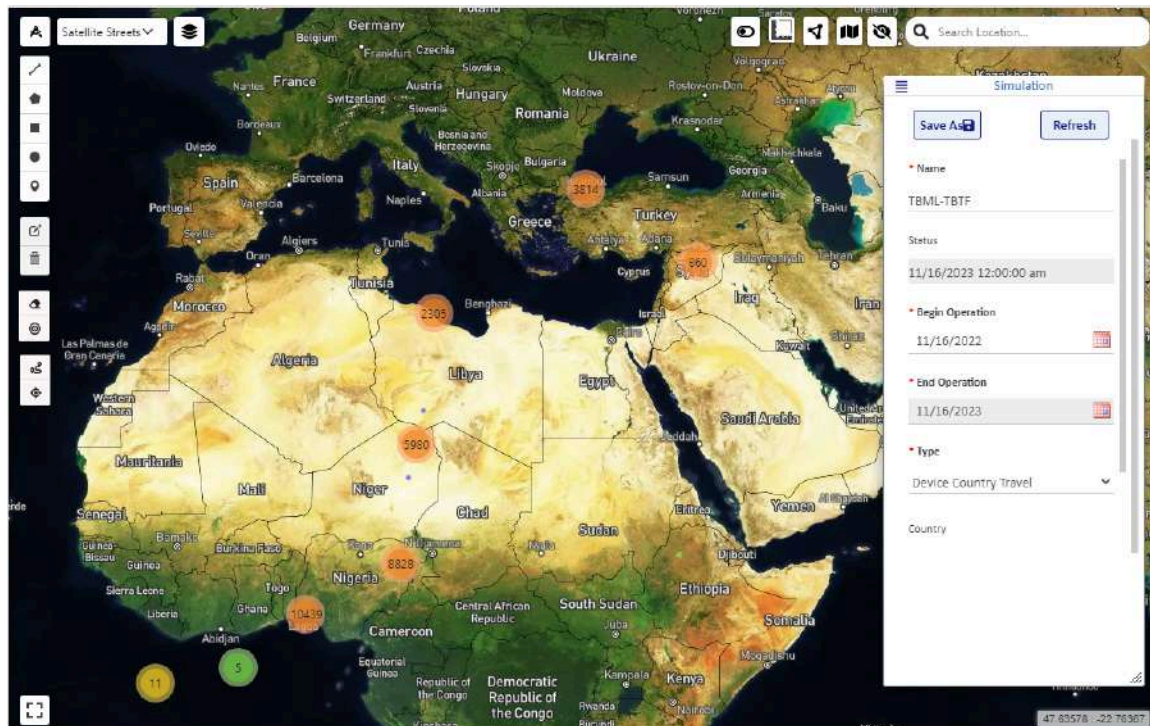 Satellite Streets
Search Location...
Simulation
Save As
Refresh
* Name
TBML-TBTF
Status
11/16/2023 12:00:00 am
* Begin Operation
11/16/2022
* End Operation
11/16/2023
* Type
Device Country Travel
Country
Belgium
Germany
Frankfurt
Czechia
Ukraine
Volgograd
Rostov-on-Don
Nantes
France
Slovakia
Austria
Switzerland
Hungary
Slovenia
Moldova
Romania
Krasnodar
Bordeaux
Bosnia and
Herzegovina
Makhachkala
Oviedo
Italy
Skopje
Bulgaria
Georgia
Spain
Barcelona
Albania
3814
Samsun
Armenia
Portugal
Valencia
Naples
Greece
Turkey
Baku
Sevilla
Algiers
Tunis
Antalya
Adana
Oran
Cyprus
860
Sulaymaniyah
Tehran
Rabat
Tunisia
Morocco
2305
Benghazi
Israel
Iraq
Iran
Agadir
Cairo
Kuwait
Shiraz
Las Palmas de
Gran Canaria
Algeria
Libya
Egypt
Western
Sahara
Saudi Arabia
Jeddah
5980
Mauritania
Mali
Niger
Chad
Sudan
Eritrea
Yemen
Senegal
Bamako
N'Djamena
Nyala
Guinea-
Bissau
Guinea
Burkina Faso
8828
Djibouti
Nigeria
Sierra Leone
Togo
Ethiopia
Liberia
Ghana
10439
Lagos
Central African
Republic
South Sudan
Somalia
Abidjan
Cameroon
Juba
5
11
Equatorial
Guinea
Republic of
the Congo
Democratic
Republic of
the Congo
Kampala
Kenya
Mogadishu
Rwanda
Nairobi
Burundi
47.63578 : -22.76367